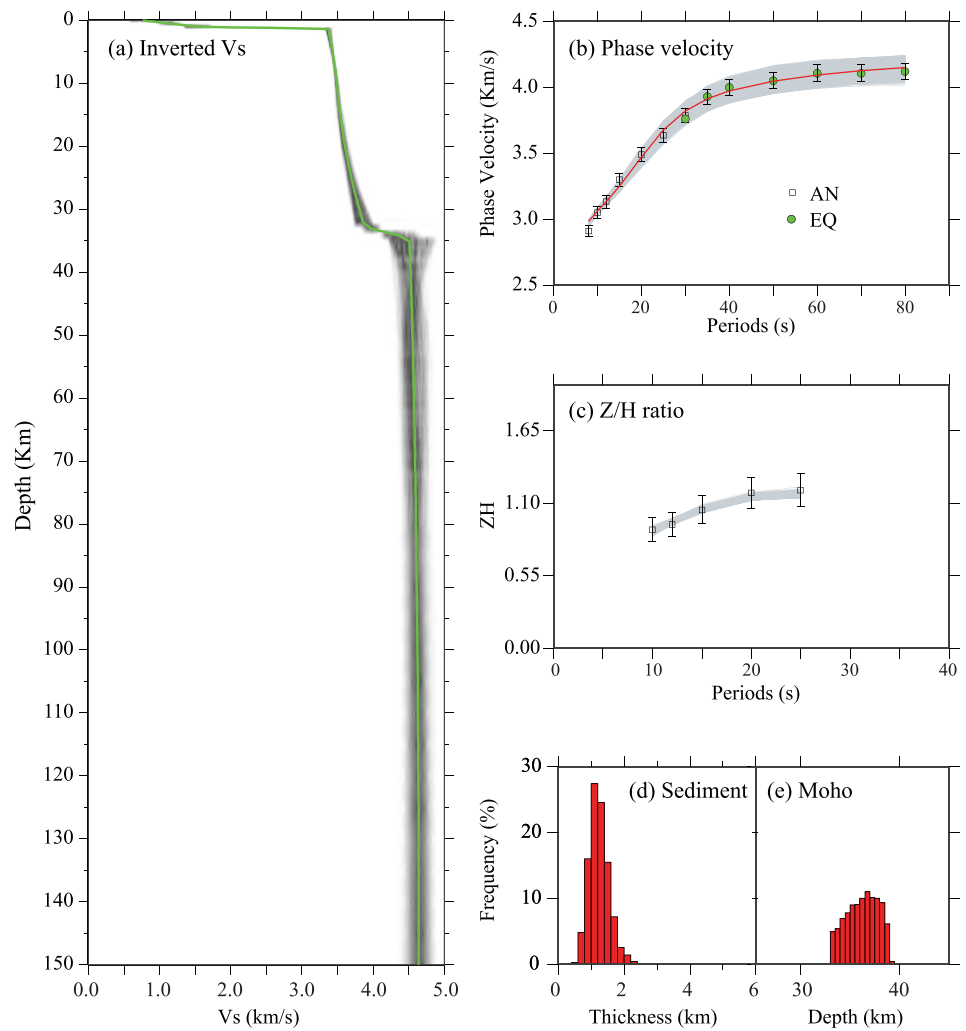 (a) Inverted Vs
0
10
20
30
40
50
60
70
80
90
100
110
120
130
140
150
Depth (Km)
0.0 1.0 2.0 3.0 4.0 5.0
Vs (km/s)
(b) Phase velocity
4.5
4.0
3.5
3.0
2.5
Phase Velocity (Km/s)
AN
EQ
0 20 40 60 80
Periods (s)
(c) Z/H ratio
1.65
1.10
0.55
0.00
ZH
0 10 20 30 40
Periods (s)
(d) Sediment
30
20
10
0
Frequency (%)
0 2 4 6
Thickness (km)
(e) Moho
30 40
Depth (km)